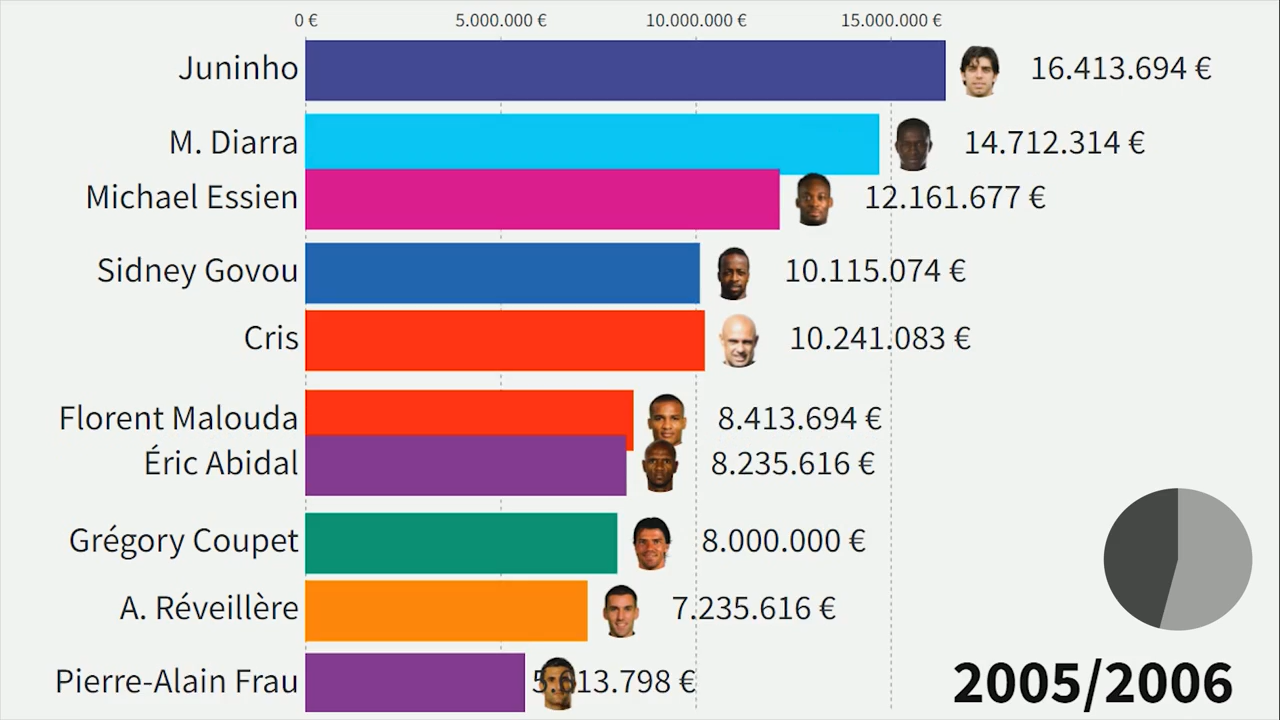 0 € 5.000.000 € 10.000.000 € 15.000.000 €
Juninho 16.413.694 €
M. Diarra 14.712.314 €
Michael Essien 12.161.677 €
Sidney Govou 10.115.074 €
Cris 10.241.083 €
Florent Malouda 8.413.694 €
Éric Abidal 8.235.616 €
Grégory Coupet 8.000.000 €
A. Réveillère 7.235.616 €
Pierre-Alain Frau 5.613.798 €
2005/2006